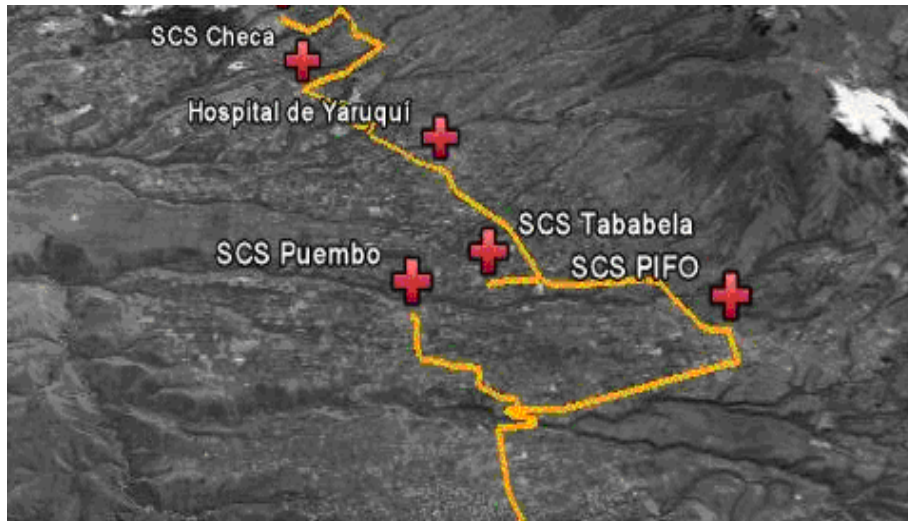 SCS Checa
Hospital de Yaruquí
SCS Tababela
SCS Puembo
SCS PIFO